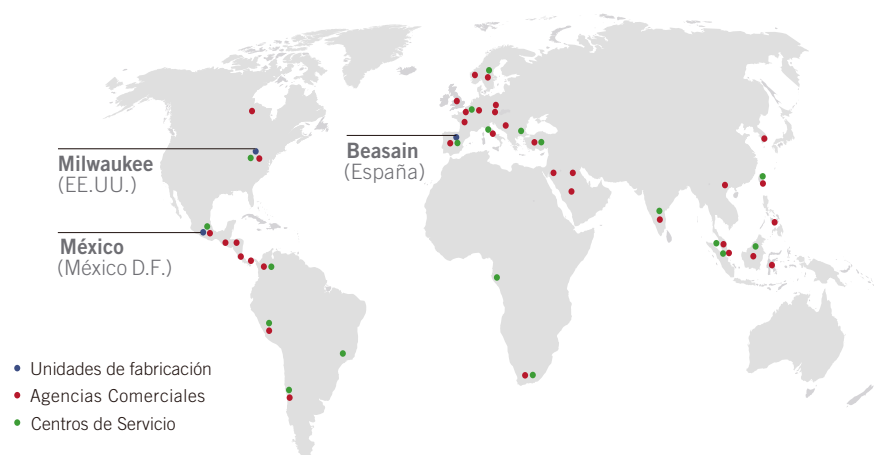 Milwaukee
(EE.UU.)
Beasain
(España)
México
(México D.F.)
Unidades de fabricación
Agencias Comerciales
Centros de Servicio